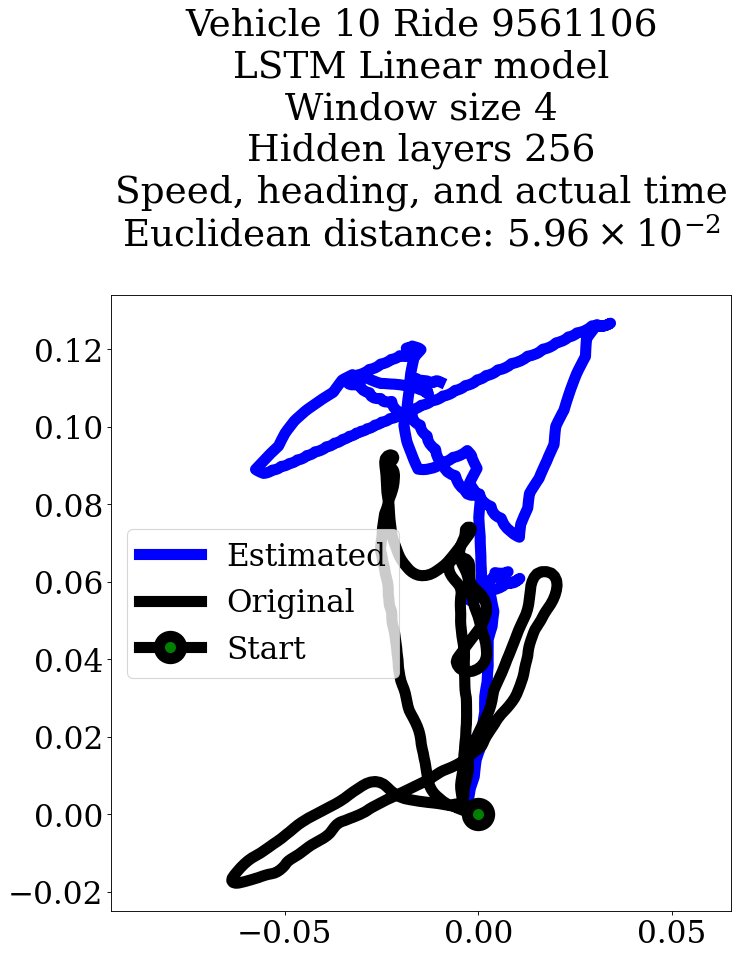 Vehicle 10 Ride 9561106
LSTM Linear model
Window size 4
Hidden layers 256
Speed, heading, and actual time
Euclidean distance: 5.96 × 10⁻²
0.12
0.10
0.08
0.06
0.04
0.02
0.00
−0.02
Estimated
Original
Start
−0.05
0.00
0.05